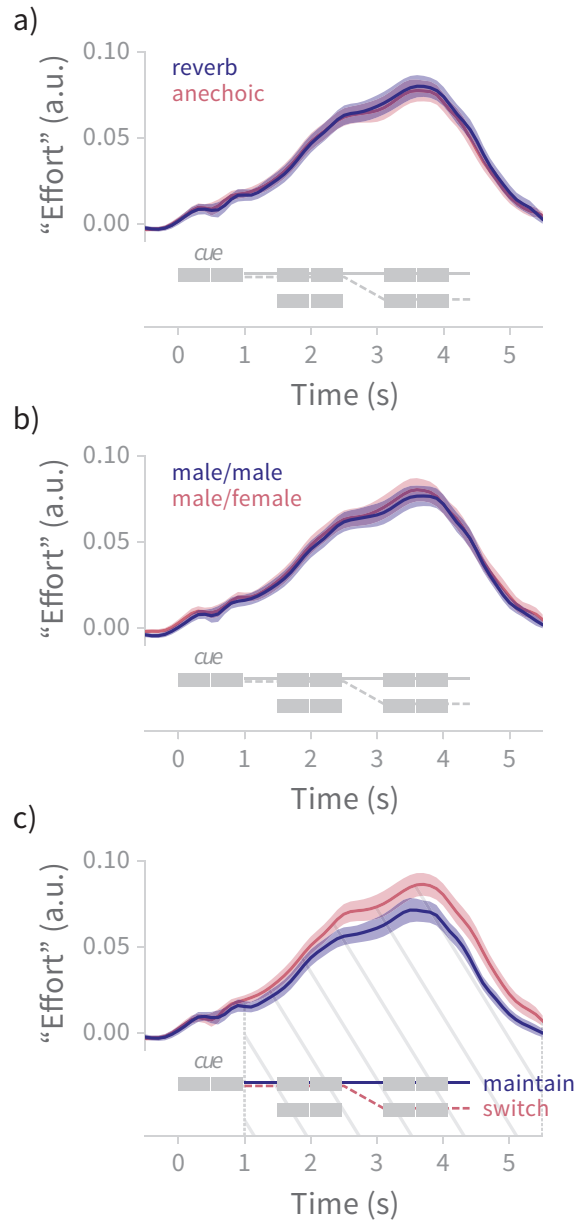 a)
0.10
0.05
0.00
“Effort” (a.u.)
reverb
anechoic
cue
0 1 2 3 4 5
Time (s)
b)
0.10
0.05
0.00
“Effort” (a.u.)
male/male
male/female
cue
0 1 2 3 4 5
Time (s)
c)
0.10
0.05
0.00
“Effort” (a.u.)
cue
maintain
switch
0 1 2 3 4 5
Time (s)